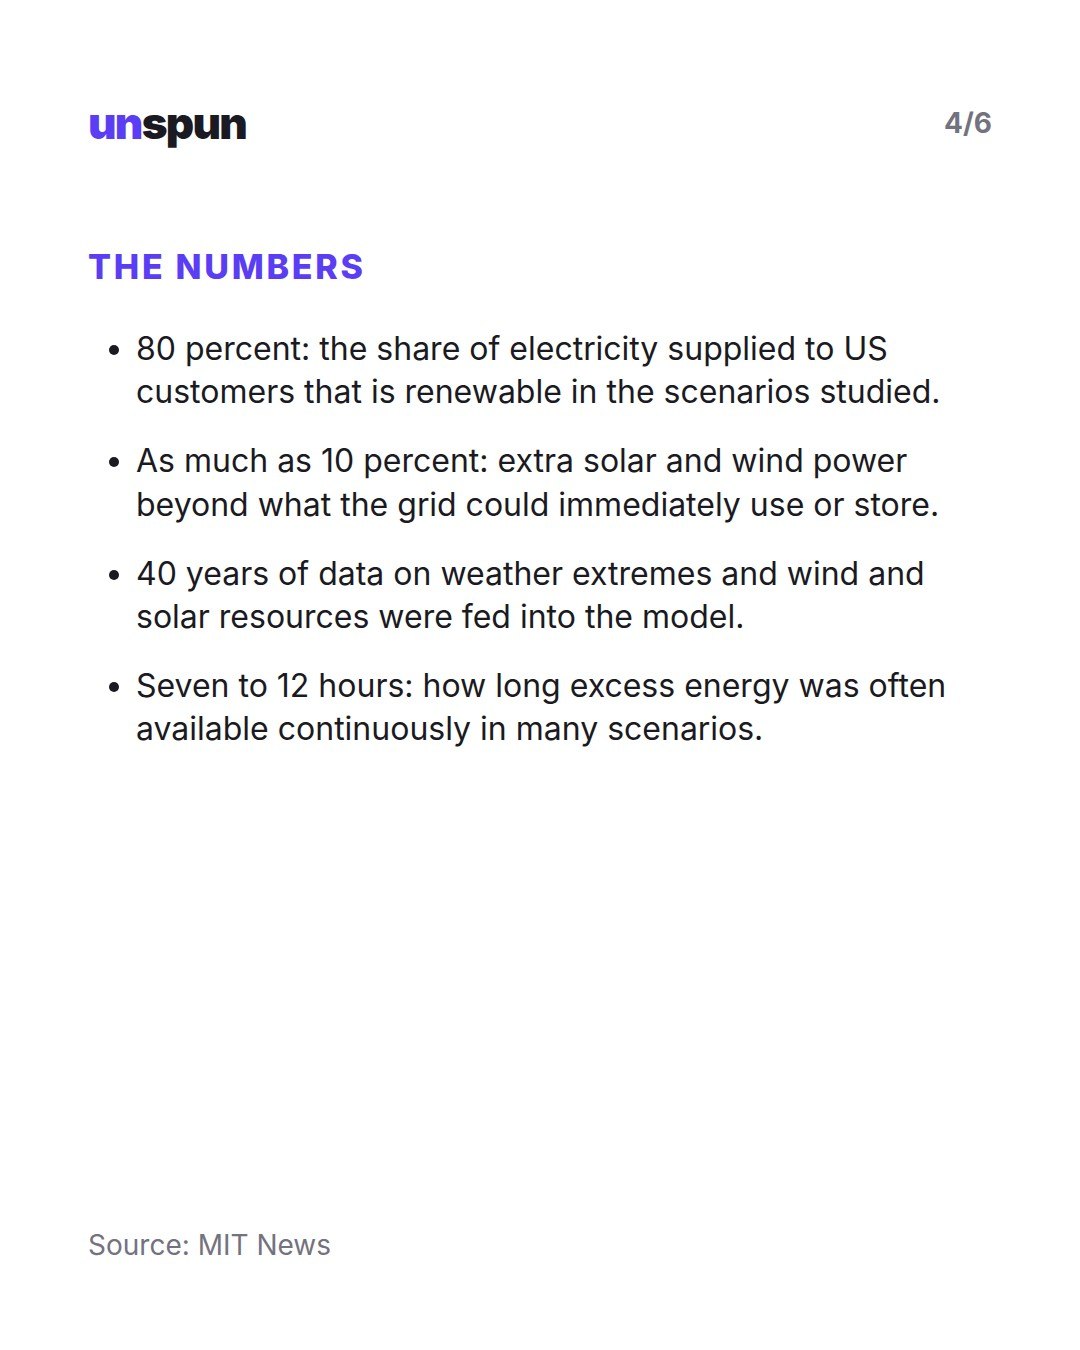 unspun
4/6
THE NUMBERS
• 80 percent: the share of electricity supplied to US
customers that is renewable in the scenarios studied.
• As much as 10 percent: extra solar and wind power
beyond what the grid could immediately use or store.
• 40 years of data on weather extremes and wind and
solar resources were fed into the model.
• Seven to 12 hours: how long excess energy was often
available continuously in many scenarios.
Source: MIT News